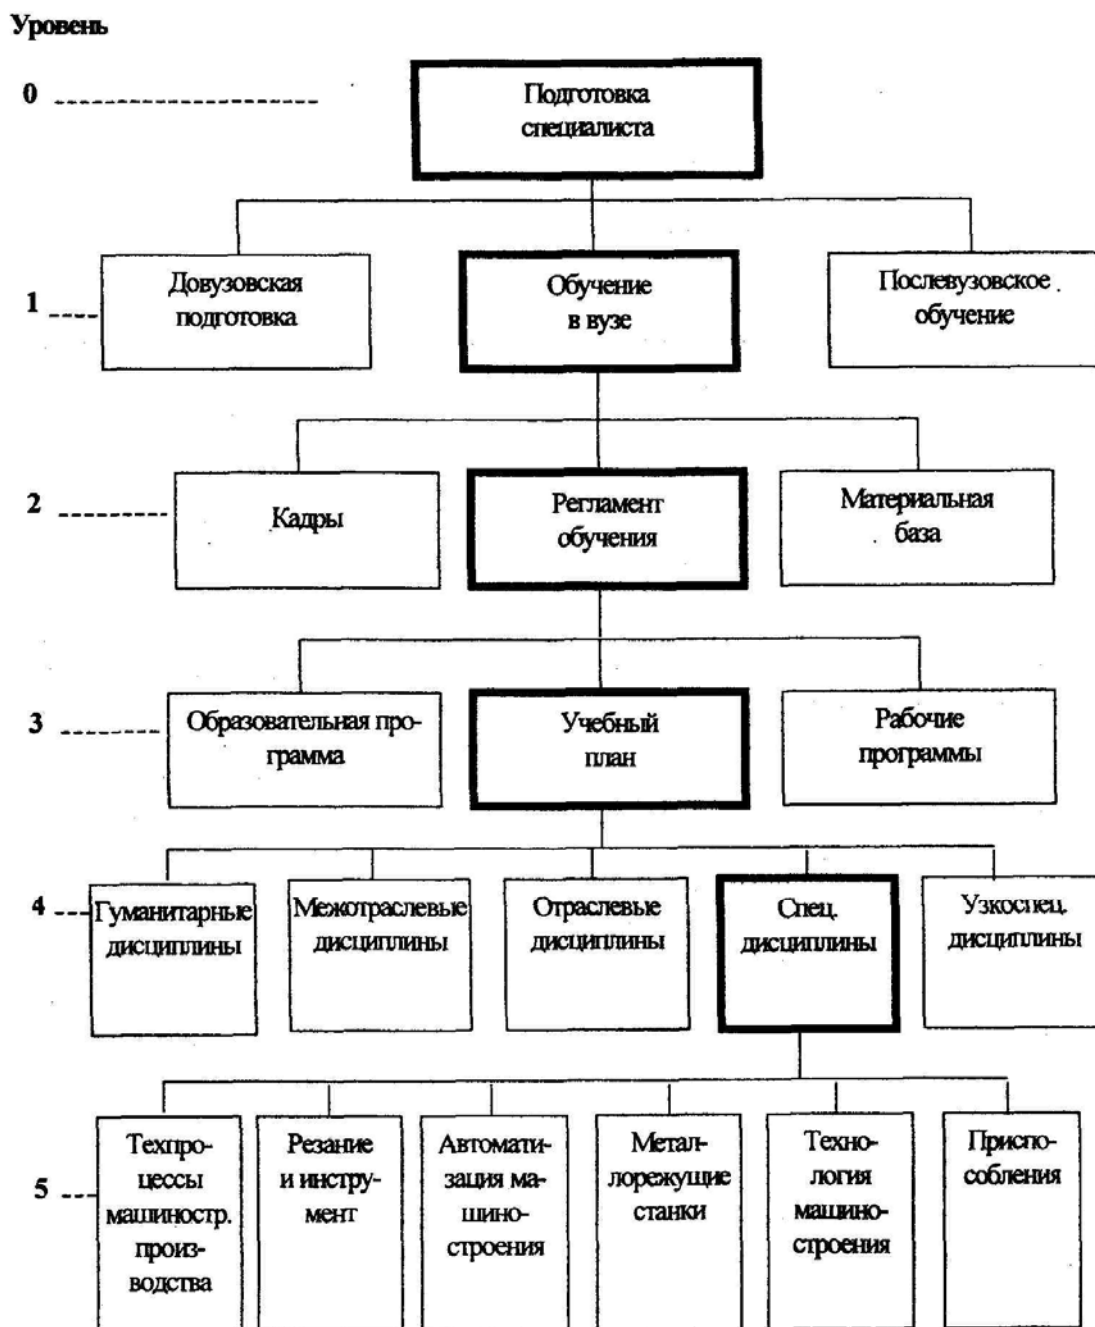 Уровень
0
Подготовка
специалиста
1
Довузовская
подготовка
Обучение
в вузе
Послевузовское
обучение
2
Кадры
Регламент
обучения
Материальная
база
3
Образовательная про-
грамма
Учебный
план
Рабочие
программы
4
Гуманитарные
дисциплины
Межотраслевые
дисциплины
Отраслевые
дисциплины
Спец.
дисциплины
Узкоспец.
дисциплины
5
Техпро-
цессы
машиностр.
произ-
водства
Резание
и инстру-
мент
Автомати-
зация ма-
шино-
строения
Метал-
лорежущие
станки
Техно-
логия
машино-
строения
Приспо-
собления